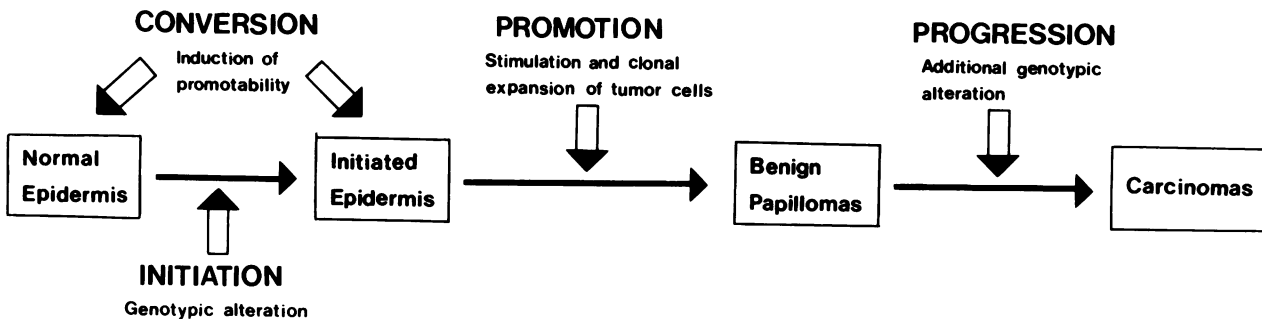 CONVERSION
Induction of
promotability
PROMOTION
Stimulation and clonal
expansion of tumor cells
PROGRESSION
Additional genotypic
alteration
Normal
Epidermis
Initiated
Epidermis
Benign
Papillomas
Carcinomas
INITIATION
Genotypic alteration